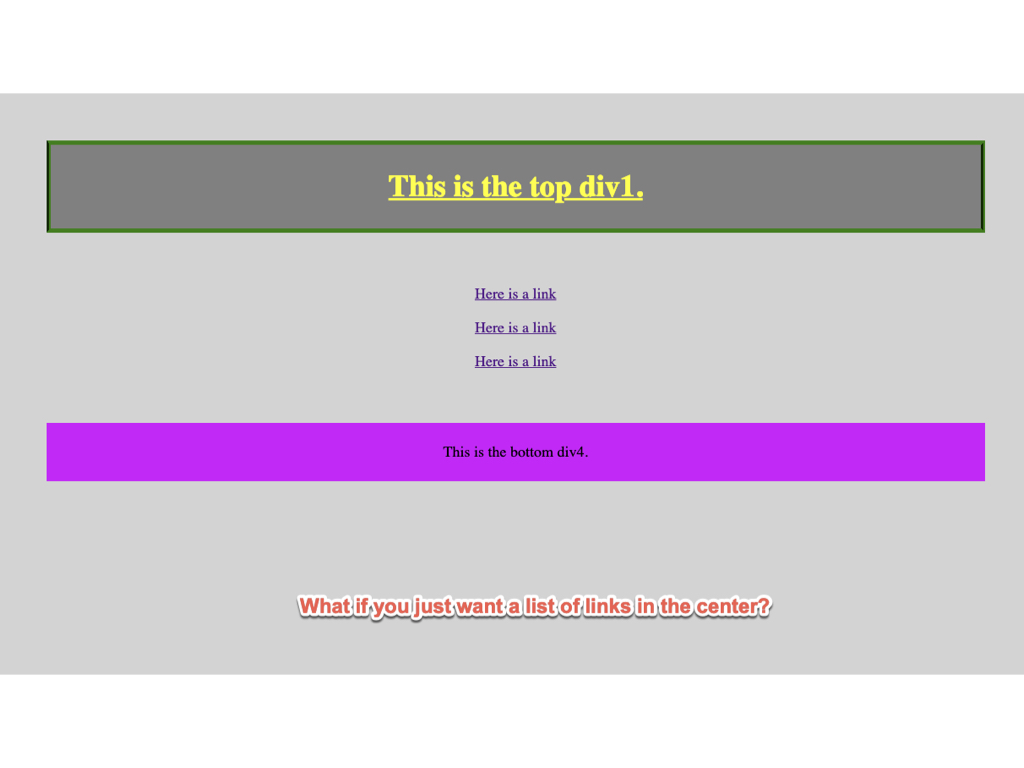 This is the top div1.
Here is a link
Here is a link
Here is a link
This is the bottom div4.
What if you just want a list of links in the center?